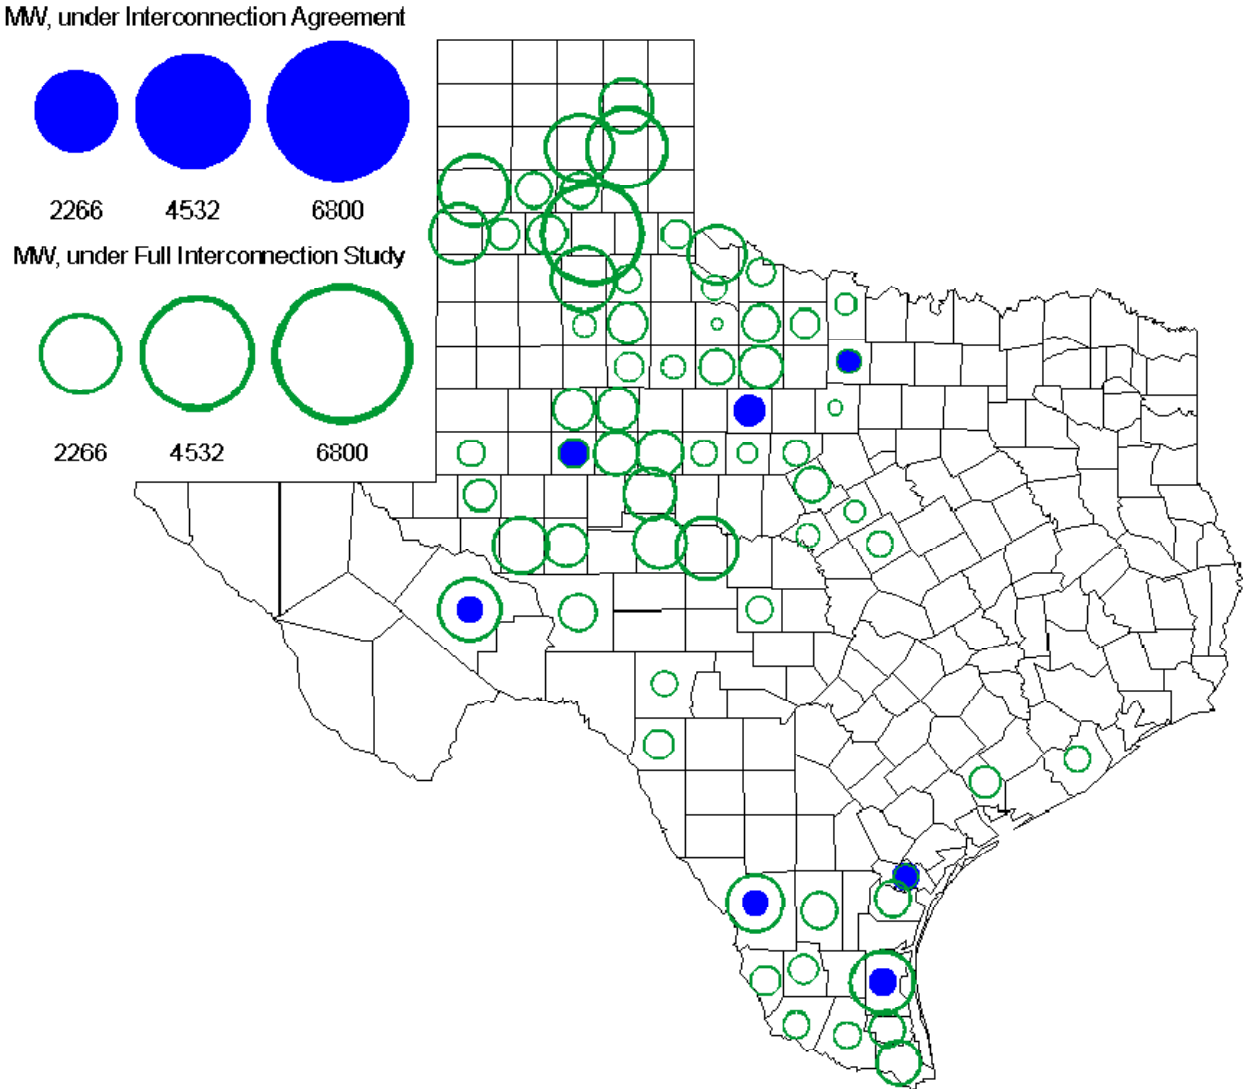 MW, under Interconnection Agreement
2266 4532 6800
MW, under Full Interconnection Study
2266 4532 6800